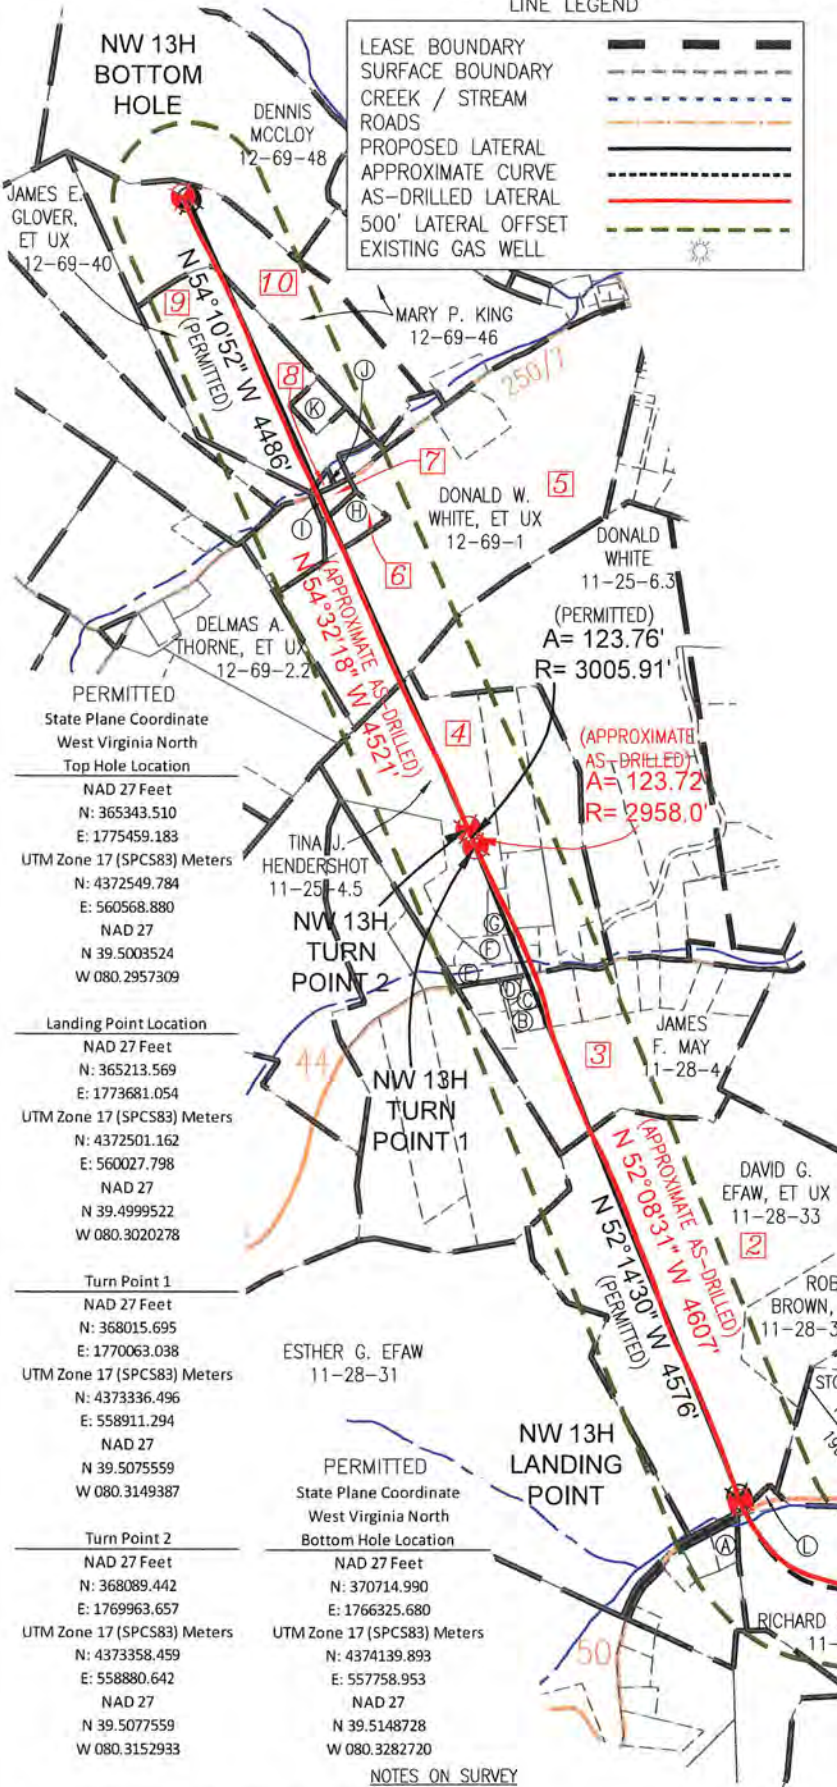 LINE LEGEND
LEASE BOUNDARY
SURFACE BOUNDARY
CREEK / STREAM
ROADS
PROPOSED LATERAL
APPROXIMATE CURVE
AS-DRILLED LATERAL
500' LATERAL OFFSET
EXISTING GAS WELL
NW 13H
BOTTOM
HOLE
DENNIS
MCCLOY
12-69-48
JAMES E.
GLOVER,
ET UX
12-69-40
9
10
MARY P. KING
12-69-46
N 54°10'52" W 4486'
(PERMITTED)
8
J
K
250/7
7
5
DONALD W.
WHITE, ET UX
12-69-1
H
I
6
DONALD
WHITE
11-25-6.3
(APPROXIMATE AS-DRILLED)
N 54°32'18" W 4521'
DELMAS A.
THORNE, ET UX
12-69-2.2
(PERMITTED)
A= 123.76'
R= 3005.91'
4
(APPROXIMATE
AS-DRILLED)
A= 123.72'
R= 2958.0'
TINA J.
HENDERSHOT
11-25-4.5
NW 13H
TURN
POINT 2
G
F
E
D
C
B
44
3
JAMES
F. MAY
11-28-4
NW 13H
TURN
POINT 1
(APPROXIMATE AS-DRILLED)
N 52°08'31" W 4607'
N 52°14'30" W 4576'
(PERMITTED)
DAVID G.
EFAW, ET UX
11-28-33
2
BROWN,
11-28-3
ESTHER G. EFAW
11-28-31
NW 13H
LANDING
POINT
A
L
RICHARD
11-
50
PERMITTED
State Plane Coordinate
West Virginia North
Top Hole Location
NAD 27 Feet
N: 365343.510
E: 1775459.183
UTM Zone 17 (SPCS83) Meters
N: 4372549.784
E: 560568.880
NAD 27
N 39.5003524
W 080.2957309
Landing Point Location
NAD 27 Feet
N: 365213.569
E: 1773681.054
UTM Zone 17 (SPCS83) Meters
N: 4372501.162
E: 560027.798
NAD 27
N 39.4999522
W 080.3020278
Turn Point 1
NAD 27 Feet
N: 368015.695
E: 1770063.038
UTM Zone 17 (SPCS83) Meters
N: 4373336.496
E: 558911.294
NAD 27
N 39.5075559
W 080.3149387
Turn Point 2
NAD 27 Feet
N: 368089.442
E: 1769963.657
UTM Zone 17 (SPCS83) Meters
N: 4373358.459
E: 558880.642
NAD 27
N 39.5077559
W 080.3152933
PERMITTED
State Plane Coordinate
West Virginia North
Bottom Hole Location
NAD 27 Feet
N: 370714.990
E: 1766325.680
UTM Zone 17 (SPCS83) Meters
N: 4374139.893
E: 557758.953
NAD 27
N 39.5148728
W 080.3282720
NOTES ON SURVEY